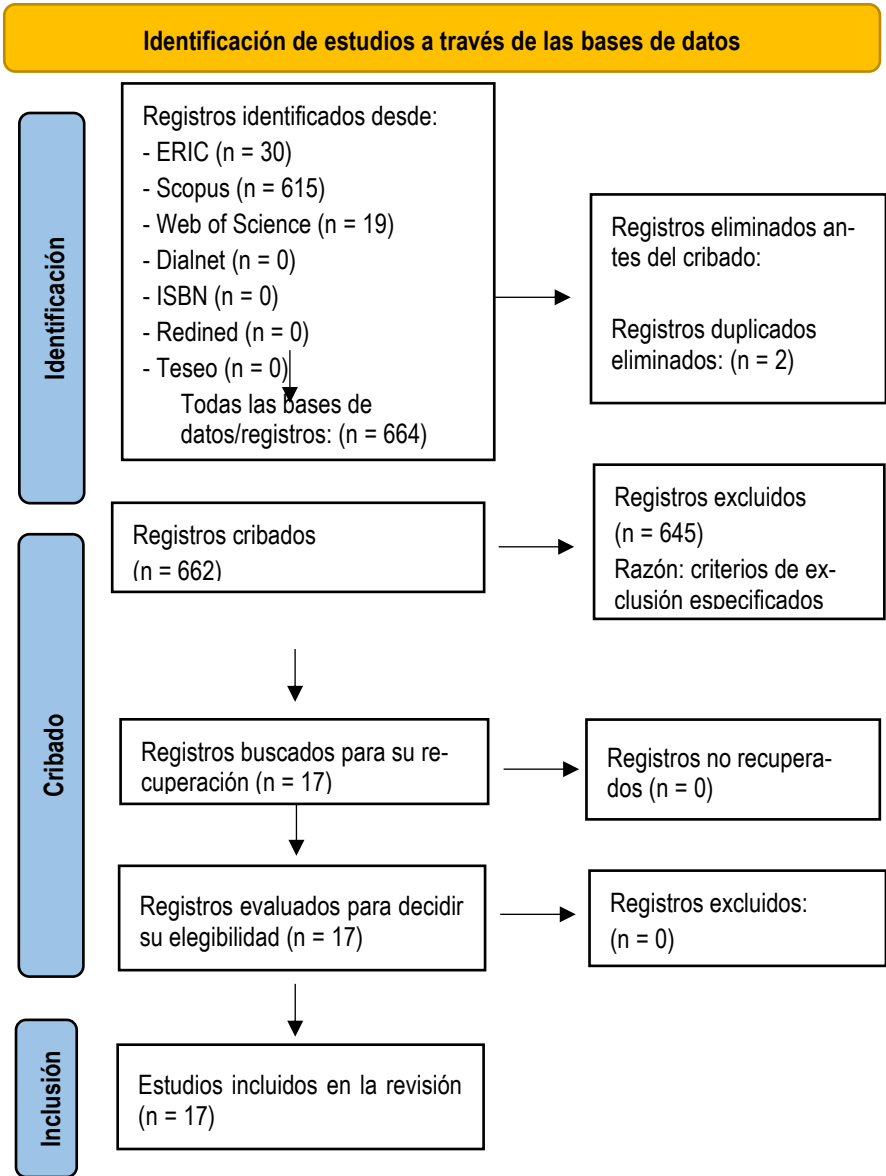 Identificación de estudios a través de las bases de datos
Identificación
Registros identificados desde:
- ERIC (n = 30)
- Scopus (n = 615)
- Web of Science (n = 19)
- Dialnet (n = 0)
- ISBN (n = 0)
- Redined (n = 0)
- Teseo (n = 0)
Todas las bases de
datos/registros: (n = 664)
Registros eliminados an-
tes del cribado:
Registros duplicados
eliminados: (n = 2)
Cribado
Registros cribados
(n = 662)
Registros excluidos
(n = 645)
Razón: criterios de ex-
clusión especificados
Registros buscados para su re-
cuperación (n = 17)
Registros no recupera-
dos (n = 0)
Registros evaluados para decidir
su elegibilidad (n = 17)
Registros excluidos:
(n = 0)
Inclusión
Estudios incluidos en la revisión
(n = 17)